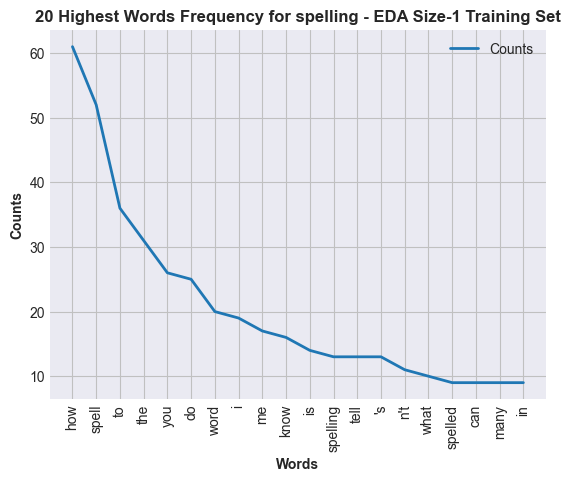 20 Highest Words Frequency for spelling - EDA Size-1 Training Set
Counts
60
50
40
30
20
10
Counts
how
spell
to
the
you
do
word
i
me
know
is
spelling
tell
's
n't
what
spelled
can
many
in
Words